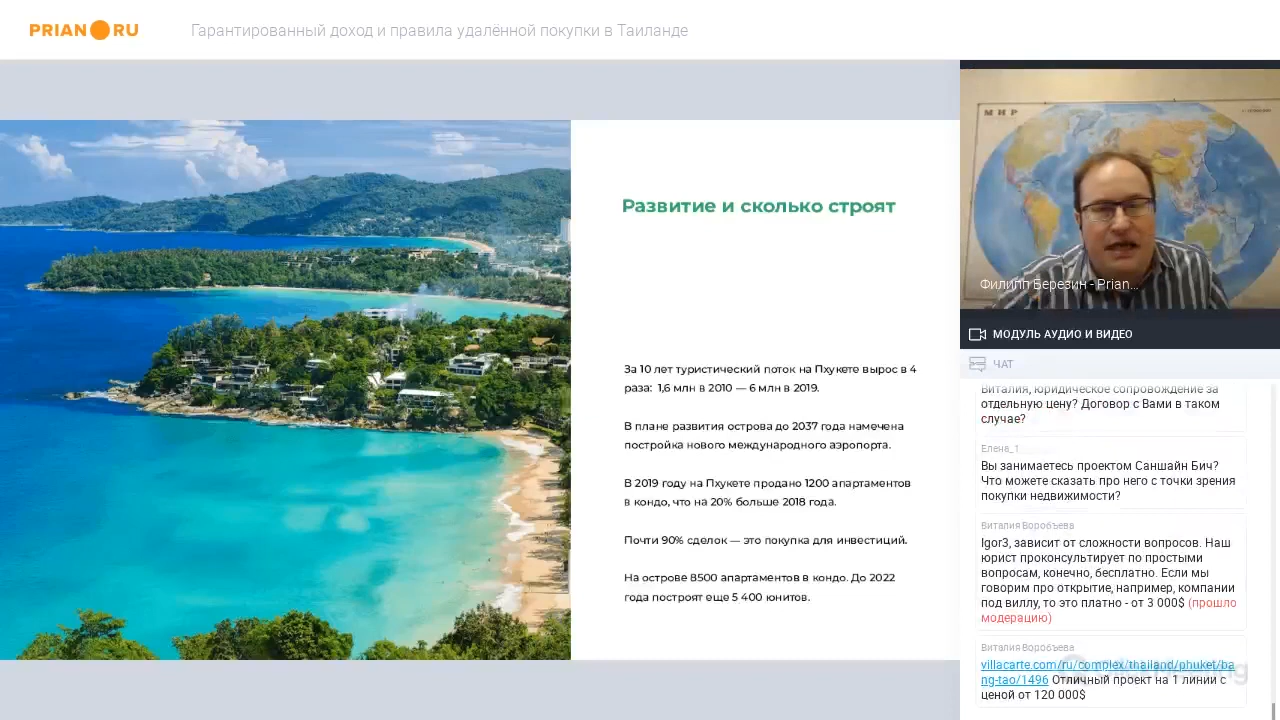 PRIAN RU
Гарантированный доход и правила удалённой покупки в Таиланде
Развитие и сколько строят
За 10 лет туристический поток на Пхукете вырос в 4
раза: 1,6 млн в 2010 — 6 млн в 2019.
В плане развития острова до 2037 года намечена
постройка нового международного аэропорта.
В 2019 году на Пхукете продано 1200 апартаментов
в кондо, что на 20% больше 2018 года.
Почти 90% сделок — это покупка для инвестиций.
На острове 8500 апартаментов в кондо. До 2022
года построят еще 5 400 юнитов.
МИР
Филипп Березин - Prian...
МОДУЛЬ АУДИО И ВИДЕО
ЧАТ
Виталия, юридическое сопровождение за
отдельную цену? Договор с Вами в таком
случае?
Елена_1
Вы занимаетесь проектом Саншайн Бич?
Что можете сказать про него с точки зрения
покупки недвижимости?
Виталия Воробъева
Igor3, зависит от сложности вопросов. Наш
юрист проконсультирует по простыми
вопросам, конечно, бесплатно. Если мы
говорим про открытие, например, компании
под виллу, то это платно - от 3 000$ (прошло
модерацию)
Виталия Воробъева
villacarte.com/ru/complex/thailand/phuket/ba
ng-tao/1496 Отличный проект на 1 линии с
ценой от 120 000$